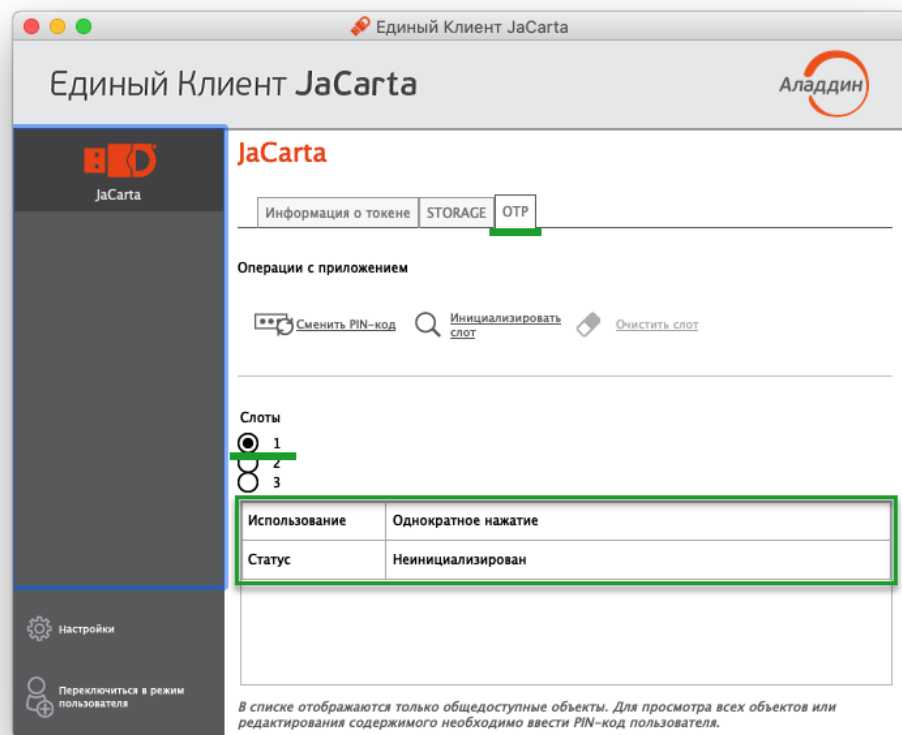 Единый Клиент JaCarta
Единый Клиент JaCarta
Аладдин
JaCarta
JaCarta
Информация о токене STORAGE OTP
Операции с приложением
Сменить PIN-код
Инициализировать
слот
Очистить слот
Слоты
1
2
3
Использование Однократное нажатие
Статус Неинициализирован
Настройки
Переключиться в режим
пользователя
В списке отображаются только общедоступные объекты. Для просмотра всех объектов или
редактирования содержимого необходимо ввести PIN-код пользователя.